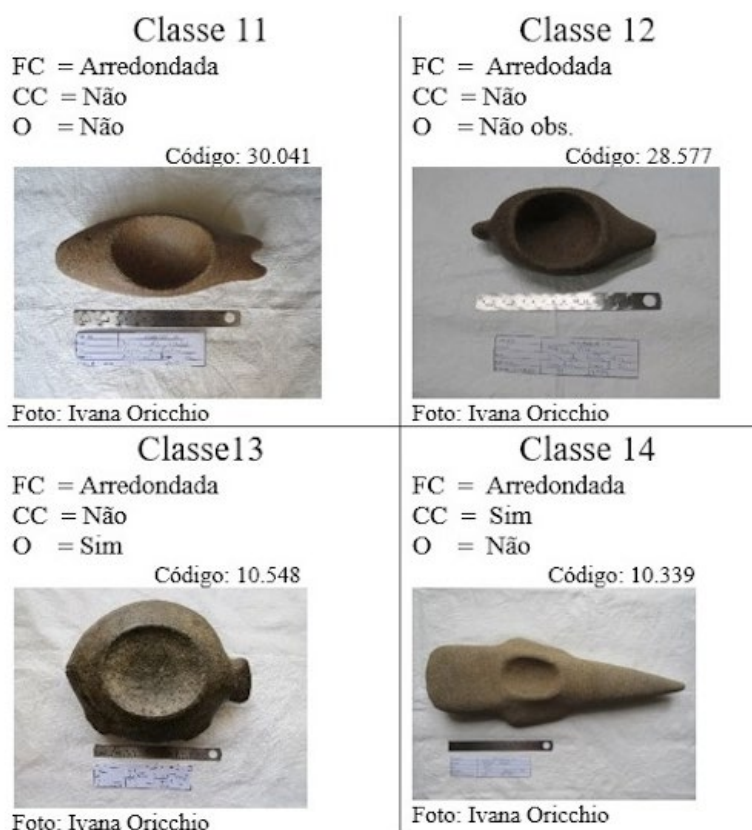 Classe 11
FC = Arredondada
CC = Não
O = Não
Código: 30.041
Foto: Ivana Oricchio
Classe 12
FC = Arredodada
CC = Não
O = Não obs.
Código: 28.577
Foto: Ivana Oricchio
Classe13
FC = Arredondada
CC = Não
O = Sim
Código: 10.548
Foto: Ivana Oricchio
Classe 14
FC = Arredondada
CC = Sim
O = Não
Código: 10.339
Foto: Ivana Oricchio